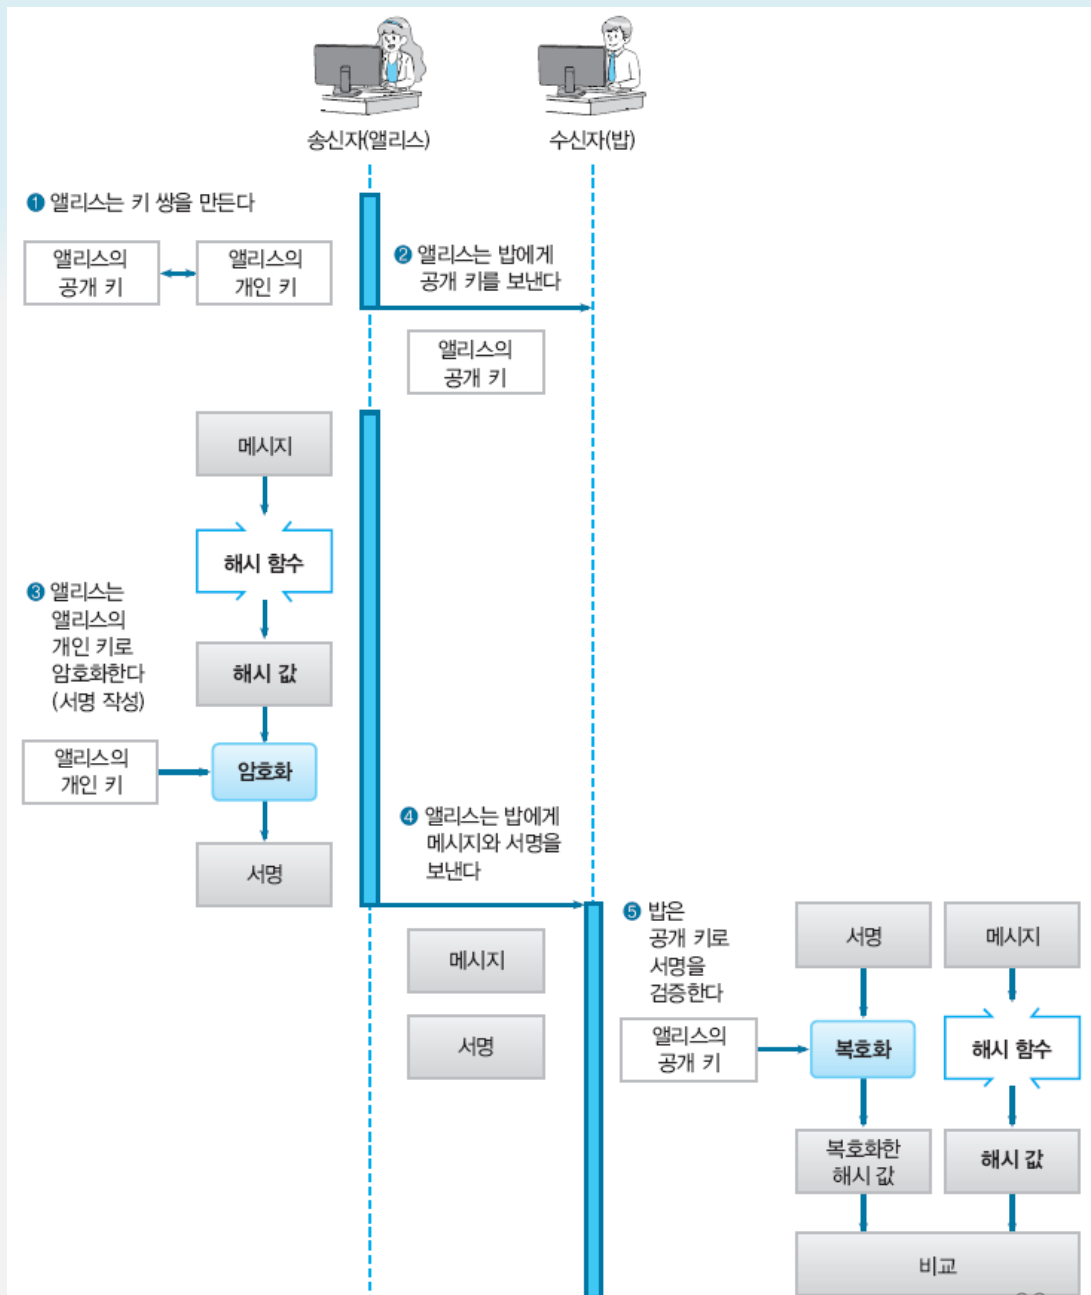 송신자(앨리스)
수신자(밥)
❶ 앨리스는 키 쌍을 만든다
앨리스의
공개 키
앨리스의
개인 키
❷ 앨리스는 밥에게
공개 키를 보낸다
앨리스의
공개 키
메시지
해시 함수
❸ 앨리스는
앨리스의
개인 키로
암호화한다
(서명 작성)
해시 값
앨리스의
개인 키
암호화
서명
❹ 앨리스는 밥에게
메시지와 서명을
보낸다
메시지
서명
❺ 밥은
공개 키로
서명을
검증한다
앨리스의
공개 키
서명
메시지
복호화
해시 함수
복호화한
해시 값
해시 값
비교